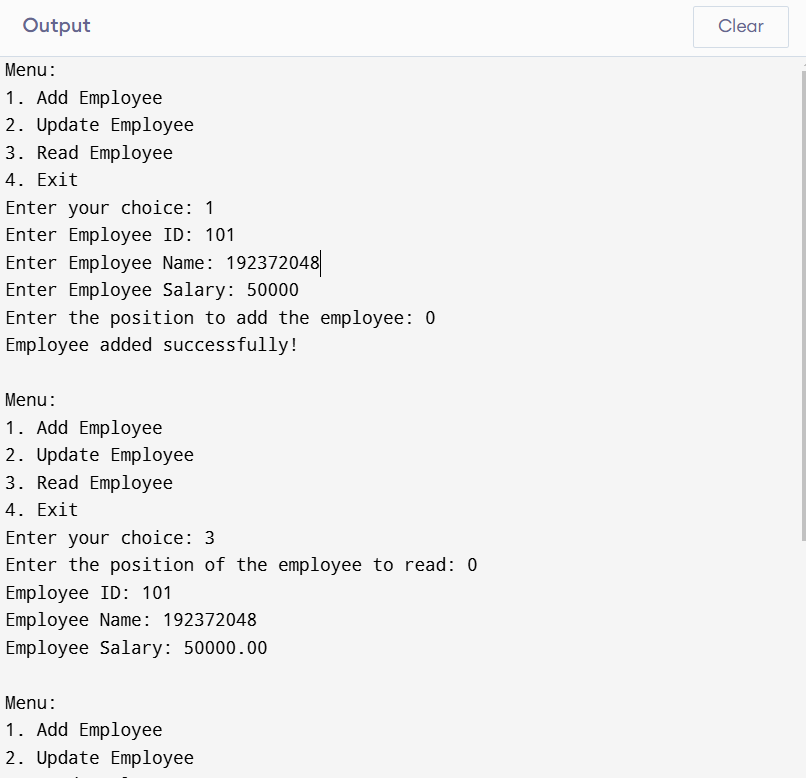 Output
Clear
Menu:
1. Add Employee
2. Update Employee
3. Read Employee
4. Exit
Enter your choice: 1
Enter Employee ID: 101
Enter Employee Name: 192372048
Enter Employee Salary: 50000
Enter the position to add the employee: 0
Employee added successfully!
Menu:
1. Add Employee
2. Update Employee
3. Read Employee
4. Exit
Enter your choice: 3
Enter the position of the employee to read: 0
Employee ID: 101
Employee Name: 192372048
Employee Salary: 50000.00
Menu:
1. Add Employee
2. Update Employee